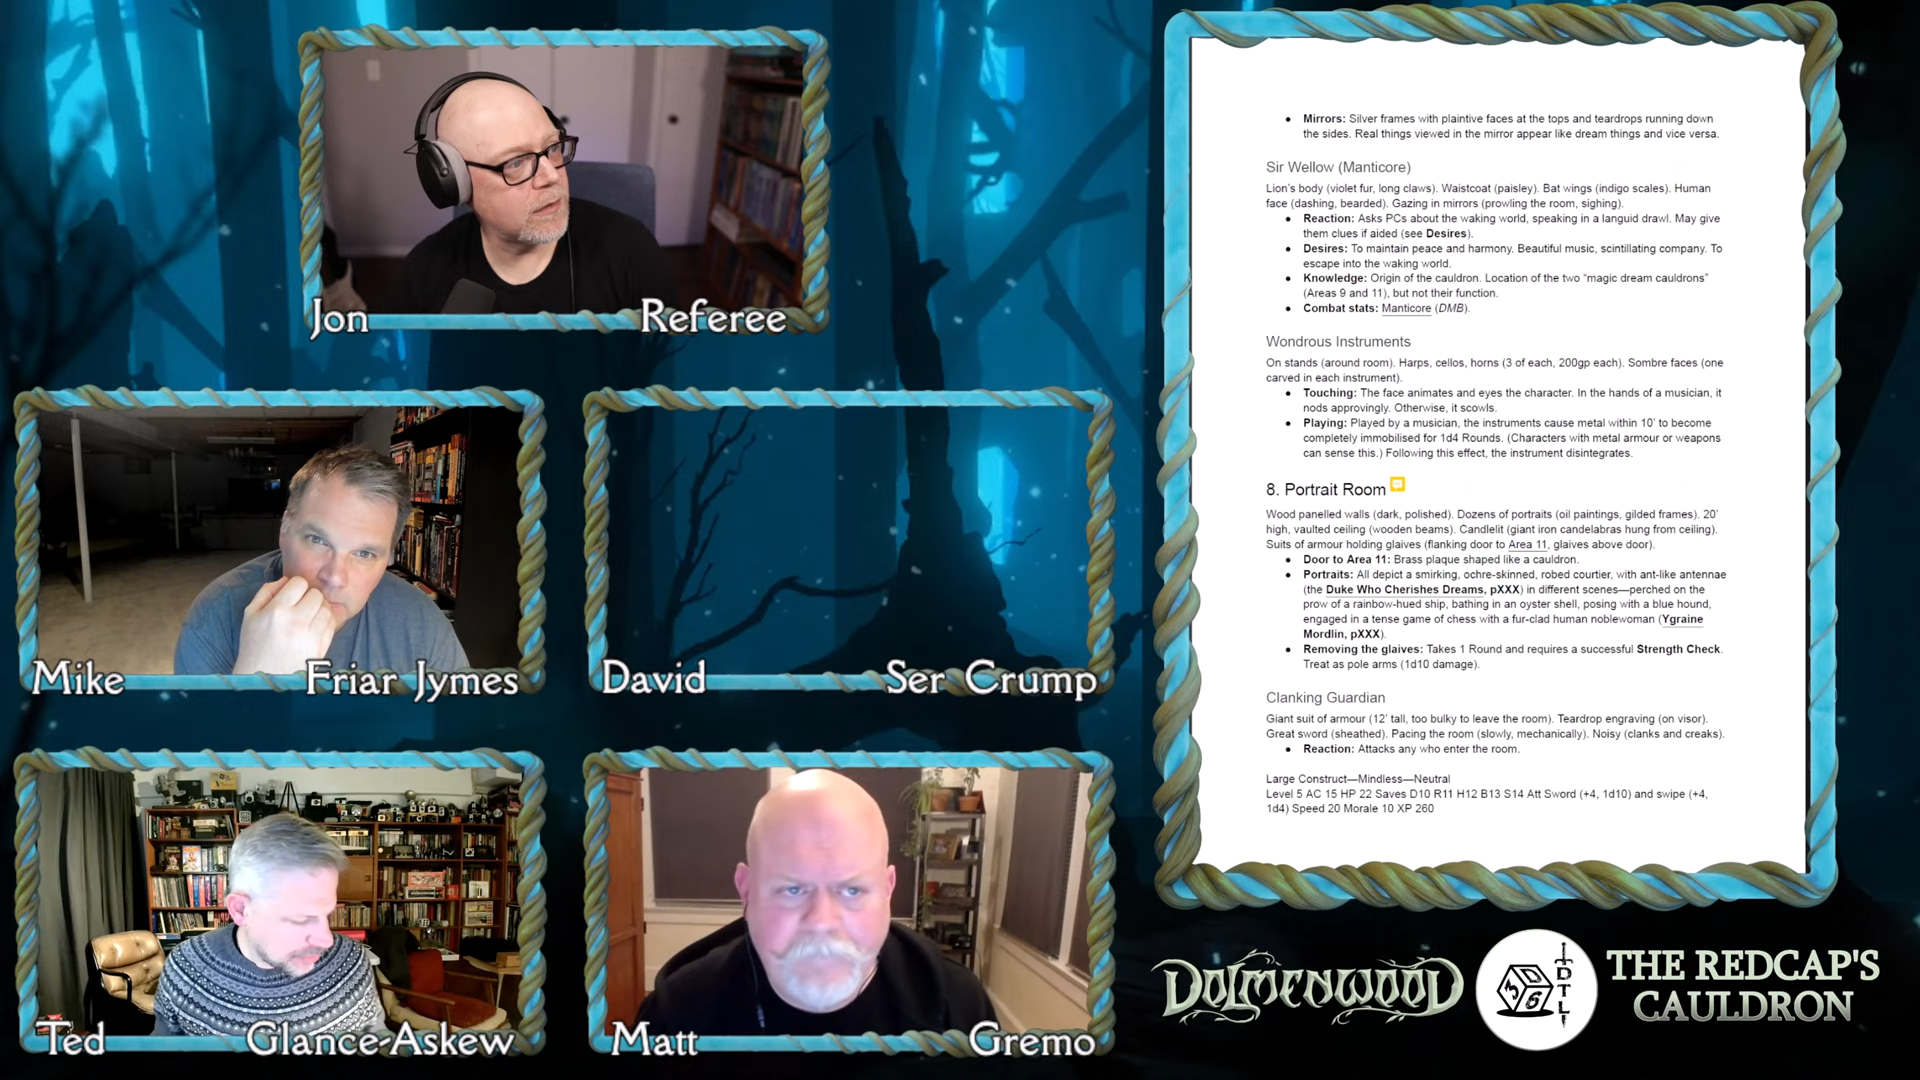 Jon Referee
Mike Friar Jymes
David Ser Crump
Ted Glance-Askew
Matt Gremo
• Mirrors: Silver frames with plaintive faces at the tops and teardrops running down
the sides. Real things viewed in the mirror appear like dream things and vice versa.
Sir Wellow (Manticore)
Lion's body (violet fur, long claws). Waistcoat (paisley). Bat wings (indigo scales). Human
face (dashing, bearded). Gazing in mirrors (prowling the room, sighing).
• Reaction: Asks PCs about the waking world, speaking in a languid drawl. May give
them clues if aided (see Desires).
• Desires: To maintain peace and harmony. Beautiful music, scintillating company. To
escape into the waking world.
• Knowledge: Origin of the cauldron. Location of the two “magic dream cauldrons”
(Areas 9 and 11), but not their function.
• Combat stats: Manticore (DMB).
Wondrous Instruments
On stands (around room). Harps, cellos, horns (3 of each, 200gp each). Sombre faces (one
carved in each instrument).
• Touching: The face animates and eyes the character. In the hands of a musician, it
nods approvingly. Otherwise, it scowls.
• Playing: Played by a musician, the instruments cause metal within 10' to become
completely immobilised for 1d4 Rounds. (Characters with metal armour or weapons
can sense this.) Following this effect, the instrument disintegrates.
8. Portrait Room
Wood panelled walls (dark, polished). Dozens of portraits (oil paintings, gilded frames). 20'
high, vaulted ceiling (wooden beams). Candlelit (giant iron candelabras hung from ceiling).
Suits of armour holding glaives (flanking door to Area 11, glaives above door).
• Door to Area 11: Brass plaque shaped like a cauldron.
• Portraits: All depict a smirking, ochre-skinned, robed courtier, with ant-like antennae
(the Duke Who Cherishes Dreams, pXXX) in different scenes—perched on the
prow of a rainbow-hued ship, bathing in an oyster shell, posing with a blue hound,
engaged in a tense game of chess with a fur-clad human noblewoman (Ygraine
Mordlin, pXXX).
• Removing the glaives: Takes 1 Round and requires a successful Strength Check.
Treat as pole arms (1d10 damage).
Clanking Guardian
Giant suit of armour (12' tall, too bulky to leave the room). Teardrop engraving (on visor).
Great sword (sheathed). Pacing the room (slowly, mechanically). Noisy (clanks and creaks).
• Reaction: Attacks any who enter the room.
Large Construct—Mindless—Neutral
Level 5 AC 15 HP 22 Saves D10 R11 H12 B13 S14 Att Sword (+4, 1d10) and swipe (+4,
1d4) Speed 20 Morale 10 XP 260
DOLMENWOOD
3D6
DTL
THE REDCAP'S
CAULDRON